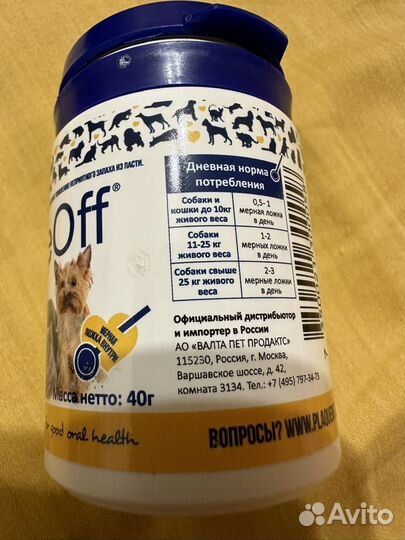 НЕПРИЯТНОГО ЗАПАХА ИЗ ПАСТИ.
Off®
Дневная норма
потребления
Собаки и
кошки до 10кг
живого веса
0,5- 1
мерная ложка
в день
Собаки
11-25 кг
живого веса
1-2
мерных ложки
в день
Собаки свыше
25 кг живого веса
2-3
мерные ложки
в день
МЕРНАЯ
ЛОЖКА ВНУТРИ
Официальный дистрибьютор
и импортер в России
АО «ВАЛТА ПЕТ ПРОДАКТС»
115230, Россия, г. Москва,
Варшавское шоссе, д. 42,
комната 3134. Тел.: +7 (495) 797-34-73
Масса нетто: 40г
good oral health
ВОПРОСЫ? WWW.PLAQUE
Avito